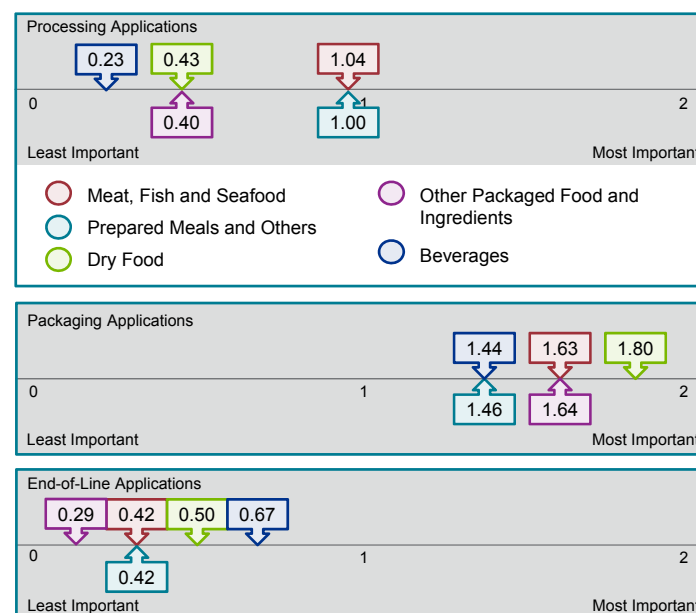 Processing Applications
0.23 0.43 1.04
0 1 2
0.40 1.00
Least Important Most Important
Meat, Fish and Seafood
Prepared Meals and Others
Dry Food
Other Packaged Food and
Ingredients
Beverages
Packaging Applications
1.44 1.63 1.80
0 1 2
1.46 1.64
Least Important Most Important
End-of-Line Applications
0.29 0.42 0.50 0.67
0 1 2
0.42
Least Important Most Important